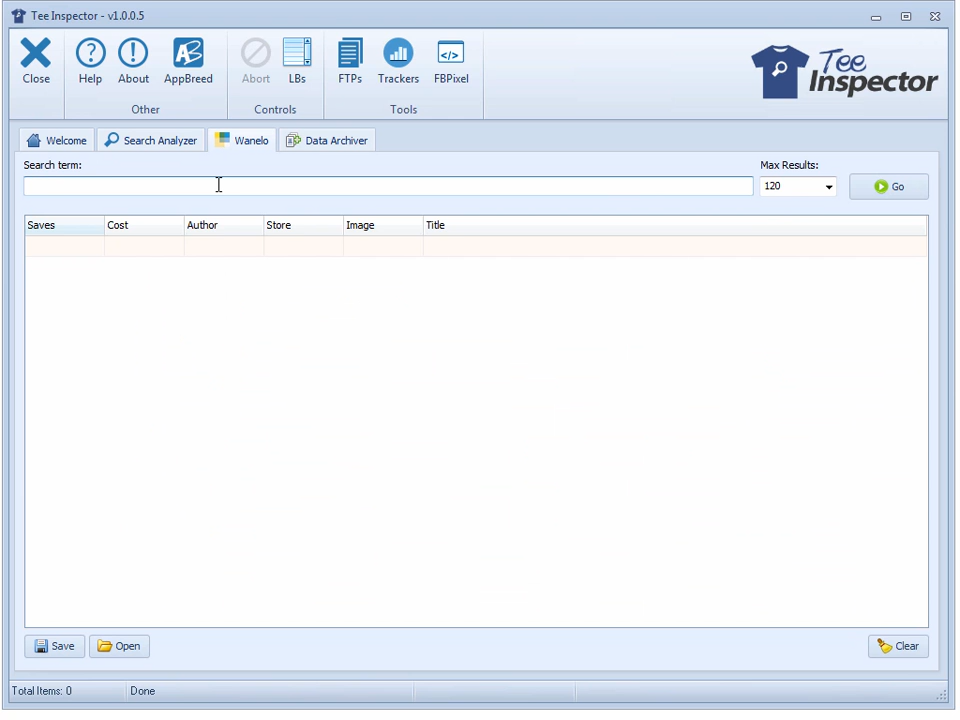 Tee Inspector - v1.0.0.5
Close
Help
About
AppBreed
Abort
LBs
FTPs
Trackers
FBPixel
Other
Controls
Tools
Tee
Inspector
Welcome
Search Analyzer
Wanelo
Data Archiver
Search term:
Max Results:
120
Go
Saves
Cost
Author
Store
Image
Title
Save
Open
Clear
Total Items: 0
Done